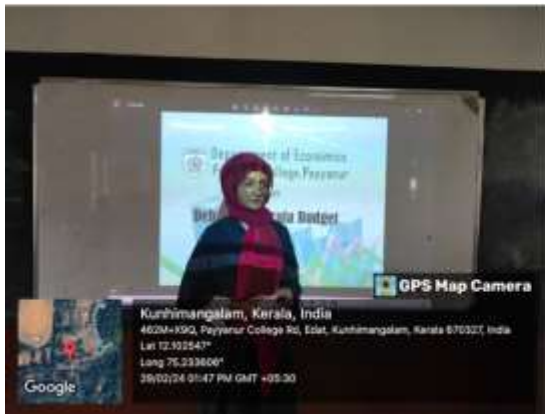 Department of Economics
College, Payyanur
Budget
GPS Map Camera
Kunhimangalam, Kerala, India
462M+X9Q, Payyanur College Rd, Edat, Kunhimangalam, Kerala 670327, India
Lat 12.102547°
Long 75.233606°
29/02/24 01:47 PM GMT +05:30
Google